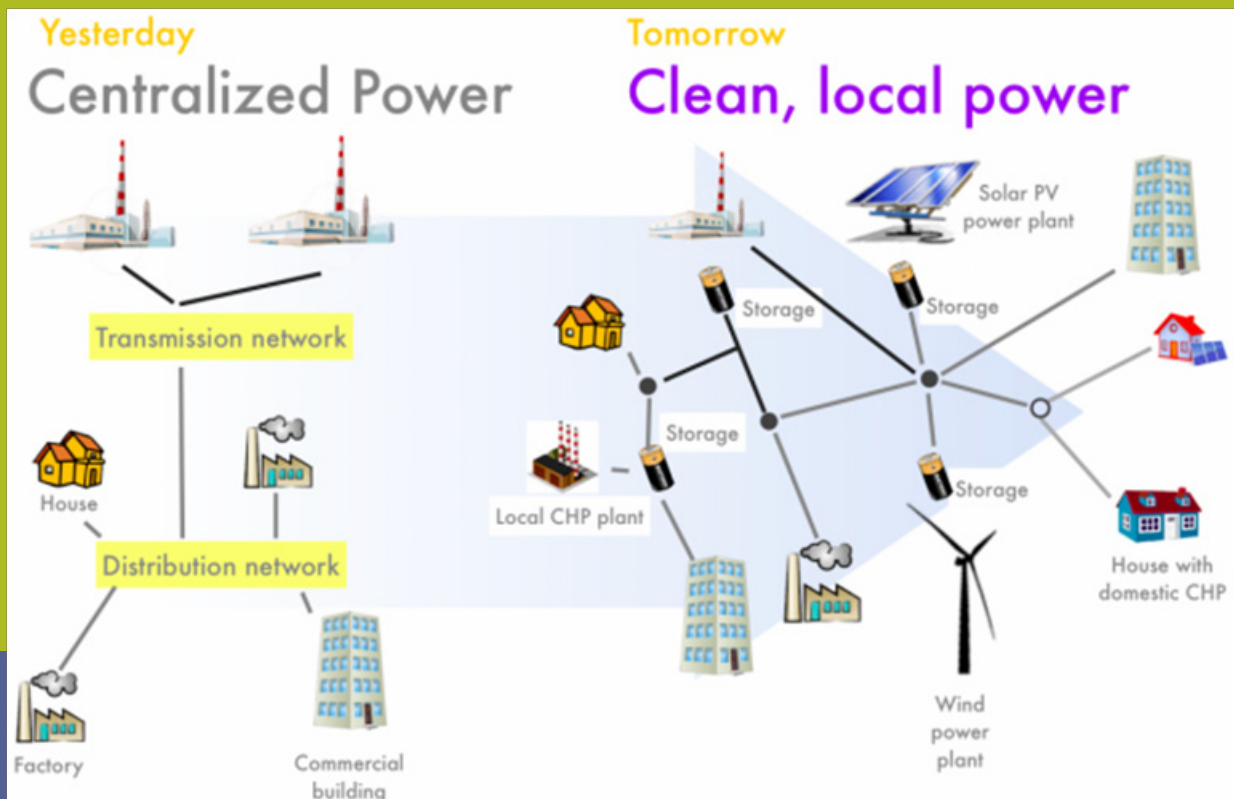 Yesterday
Centralized Power
Transmission network
House
Distribution network
Factory
Commercial
building
Tomorrow
Clean, local power
Solar PV
power plant
Storage
Storage
Storage
Local CHP plant
Storage
House with
domestic CHP
Wind
power
plant